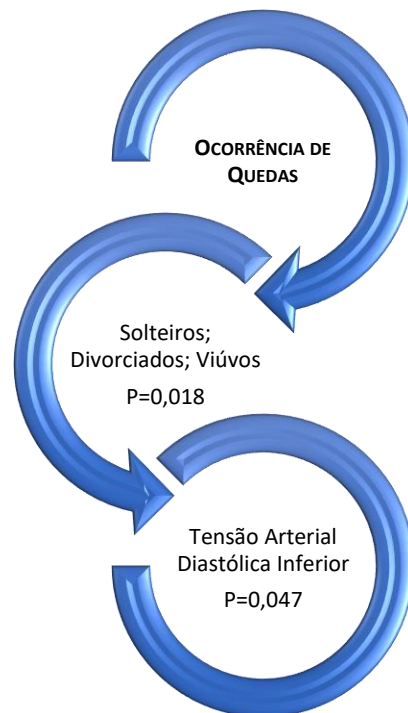 OCORRÊNCIA DE
QUEDAS
Solteiros;
Divorciados; Viúvos
P=0,018
Tensão Arterial
Diastólica Inferior
P=0,047